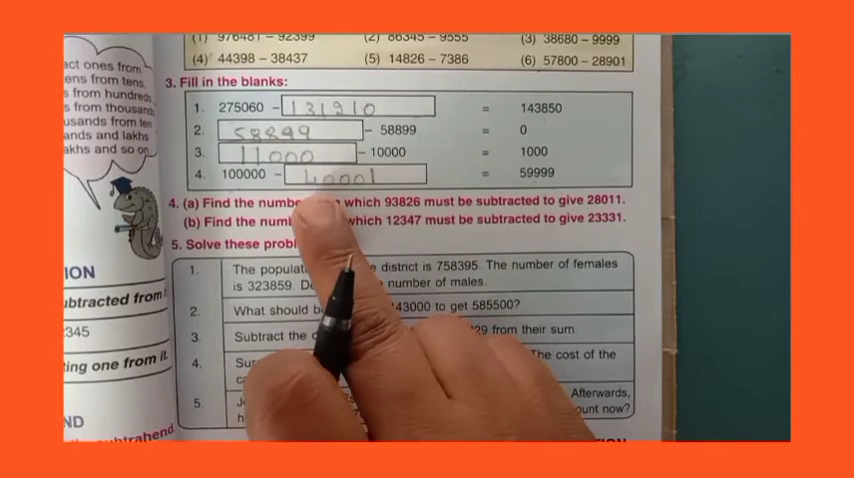 (1) 976481 – 92399 (2) 86345 – 9555 (3) 38680 – 9999
(4) 44398 – 38437 (5) 14826 – 7386 (6) 57800 – 28901
act ones from
ens from tens
s from hundreds
s from thousands
usands from ten
ands and lakhs
akhs and so on
3. Fill in the blanks:
1. 275060 – 131210 = 143850
2. 58899 – 58899 = 0
3. 11000 – 10000 = 1000
4. 100000 – 40001 = 59999
4. (a) Find the numbe which 93826 must be subtracted to give 28011.
(b) Find the num which 12347 must be subtracted to give 23331.
5. Solve these probl
1. The populat district is 758395. The number of females
is 323859. D number of males.
2. What should b 43000 to get 585500?
3. Subtract the 29 from their sum.
4. Su The cost of the
c
5. J Afterwards,
h ount now?
ION
ubtracted from it
345
ing one from it.
ND
subtrahend